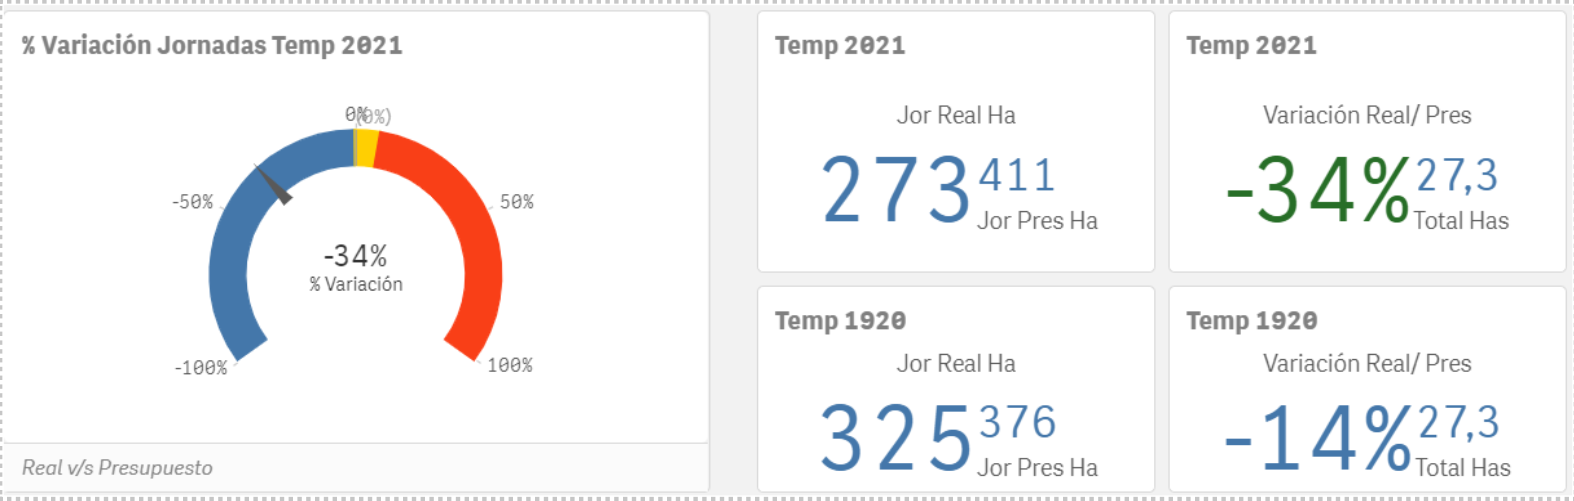 % Variación Jornadas Temp 2021
0%
(0%)
-50%
50%
-34%
% Variación
-100%
100%
Real v/s Presupuesto
Temp 2021
Jor Real Ha
273
411
Jor Pres Ha
Temp 2021
Variación Real/ Pres
-34%
27,3
Total Has
Temp 1920
Jor Real Ha
325
376
Jor Pres Ha
Temp 1920
Variación Real/ Pres
-14%
27,3
Total Has